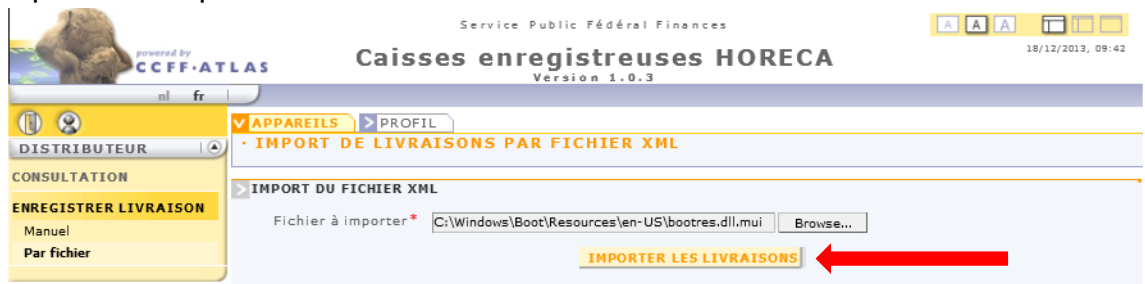 Service Public Fédéral Finances
A A A
powered by
CCFF·ATLAS
Caisses enregistreuses HORECA
Version 1.0.3
18/12/2013, 09:42
nl fr
APPAREILS PROFIL
DISTRIBUTEUR
· IMPORT DE LIVRAISONS PAR FICHIER XML
CONSULTATION
IMPORT DU FICHIER XML
ENREGISTRER LIVRAISON
Fichier à importer* C:\Windows\Boot\Resources\en-US\bootres.dll.mui Browse...
Manuel
Par fichier
IMPORTER LES LIVRAISONS